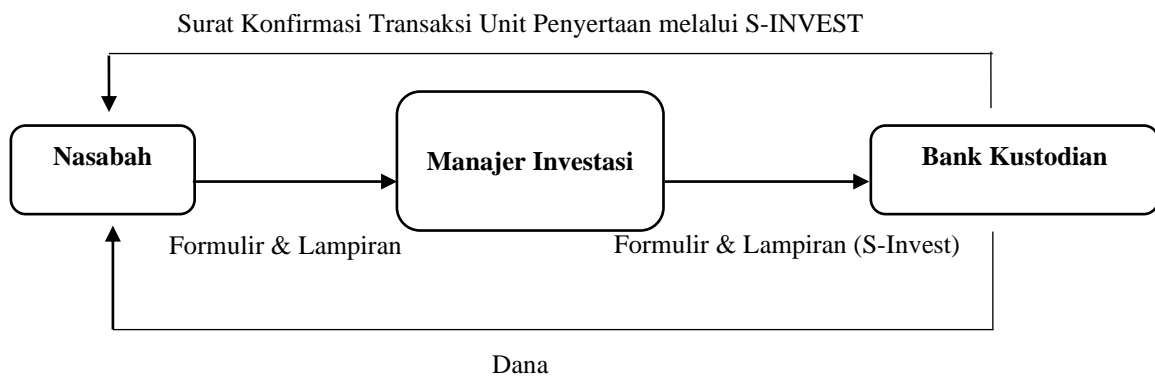 Surat Konfirmasi Transaksi Unit Penyertaan melalui S-INVEST
Nasabah
Manajer Investasi
Bank Kustodian
Formulir & Lampiran
Formulir & Lampiran (S-Invest)
Dana